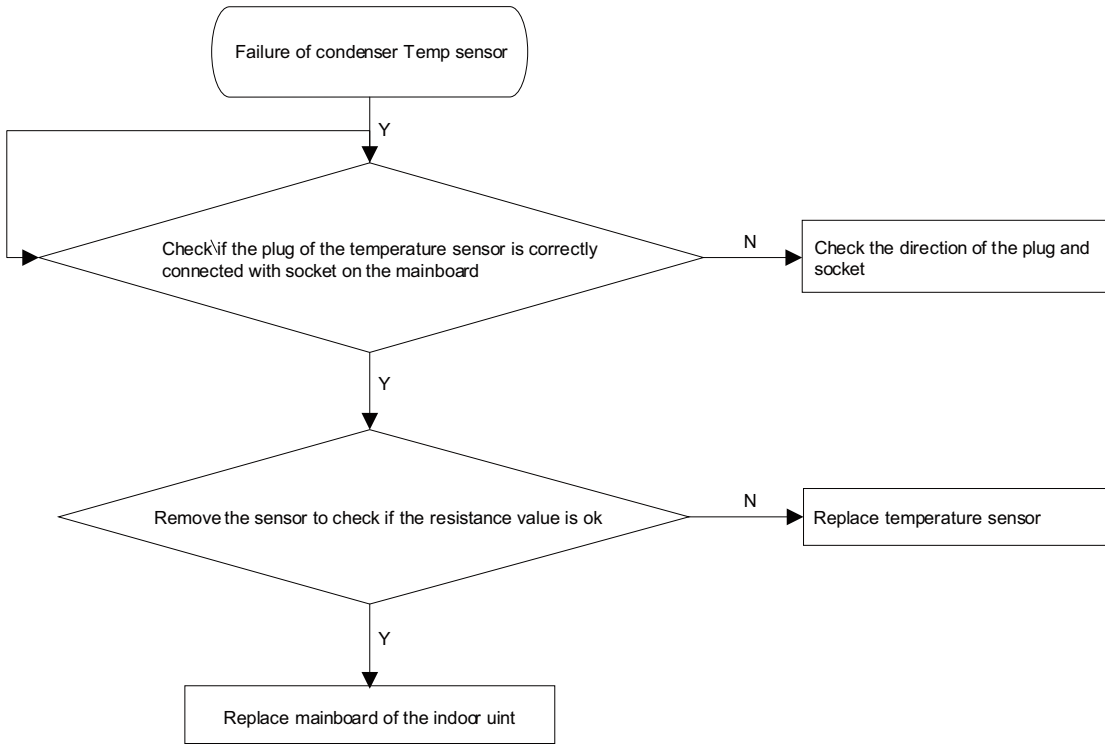 Failure of condenser Temp sensor
Y
Check\if the plug of the temperature sensor is correctly
connected with socket on the mainboard
N
Check the direction of the plug and
socket
Y
Remove the sensor to check if the resistance value is ok
N
Replace temperature sensor
Y
Replace mainboard of the indoor uint